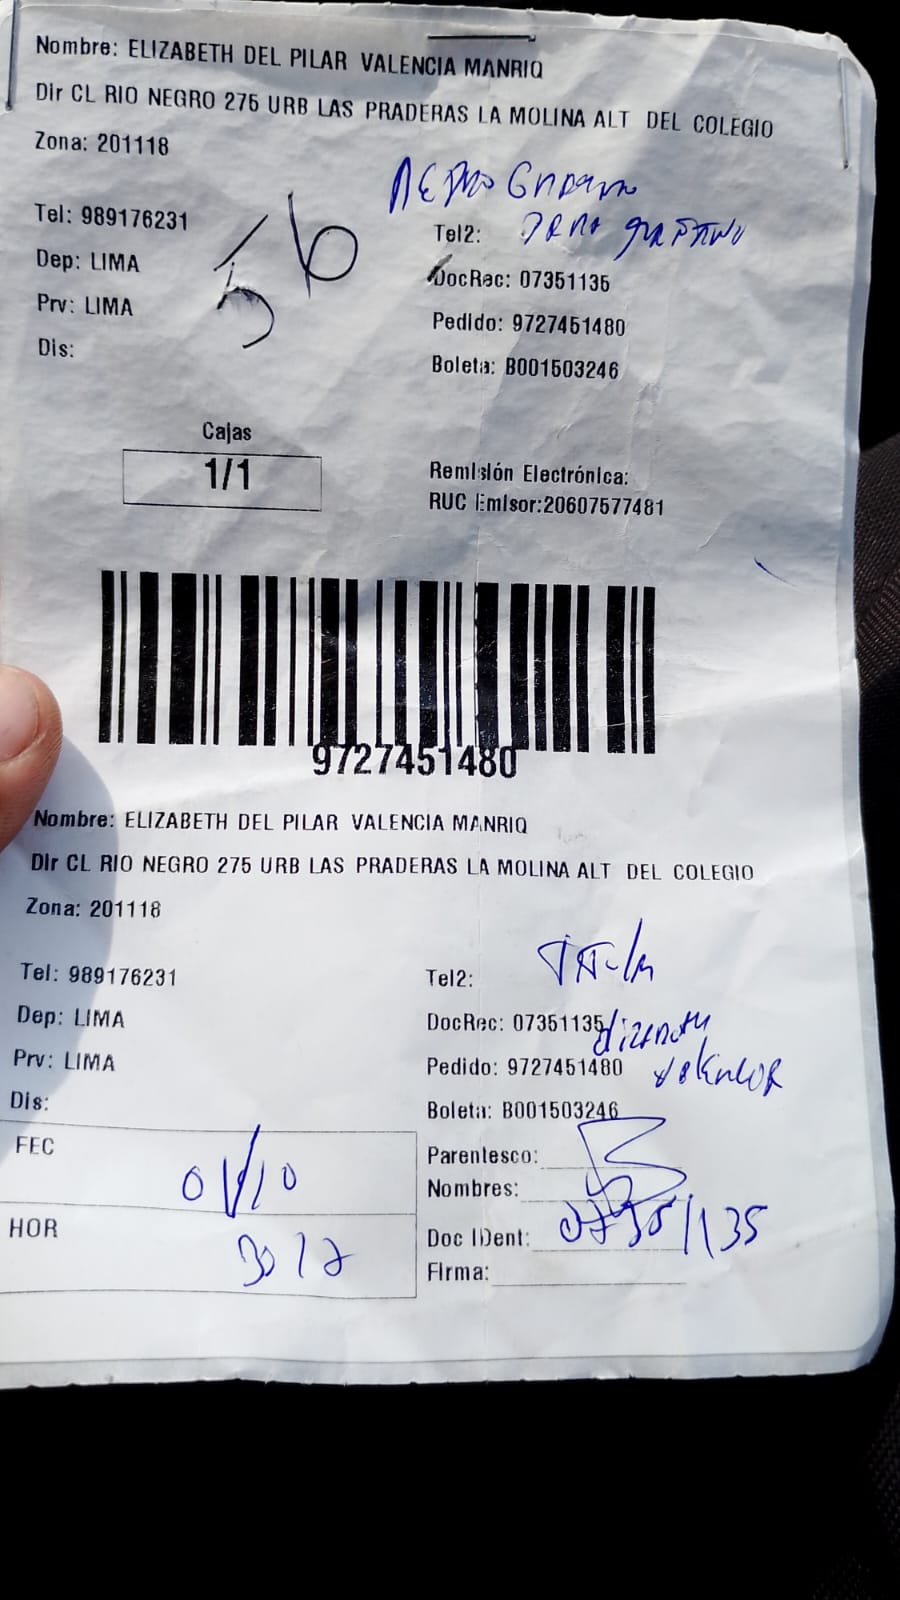 Nombre: ELIZABETH DEL PILAR VALENCIA MANRIQ
Dir CL RIO NEGRO 275 URB LAS PRADERAS LA MOLINA ALT DEL COLEGIO
Zona: 201118
Tel: 989176231
Tel2:
Dep: LIMA
DocRec: 07351135
Prv: LIMA
Pedido: 9727451480
Dis:
Boleta: B001503246
Cajas
1/1
Remisión Electrónica:
RUC Emisor:20607577481
9727451480
Nombre: ELIZABETH DEL PILAR VALENCIA MANRIQ
Dir CL RIO NEGRO 275 URB LAS PRADERAS LA MOLINA ALT DEL COLEGIO
Zona: 201118
Tel: 989176231
Tel2:
Dep: LIMA
DocRec: 07351135
Prv: LIMA
Pedido: 9727451480
Dis:
Boleta: B001503246
FEC 01/10
Parentesco:
Nombres:
HOR
Doc IDent: 07351135
Firma: